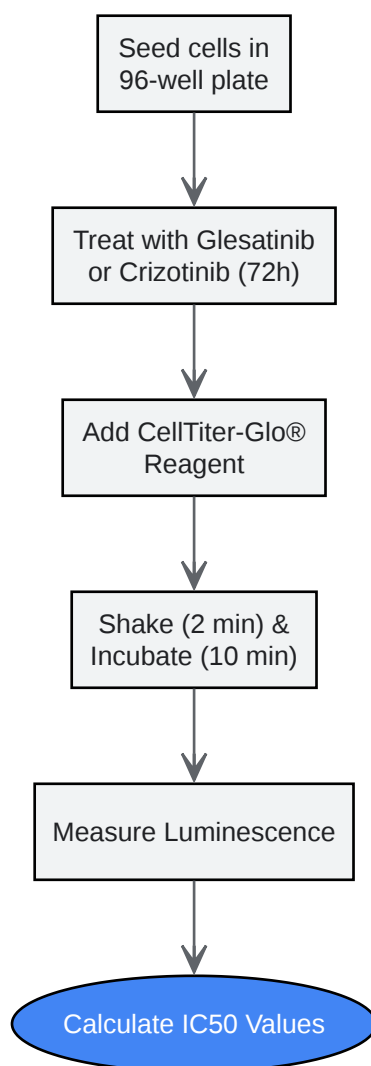 Seed cells in
96-well plate
Treat with Glesatinib
or Crizotinib (72h)
Add CellTiter-Glo®
Reagent
Shake (2 min) &
Incubate (10 min)
Measure Luminescence
Calculate IC50 Values